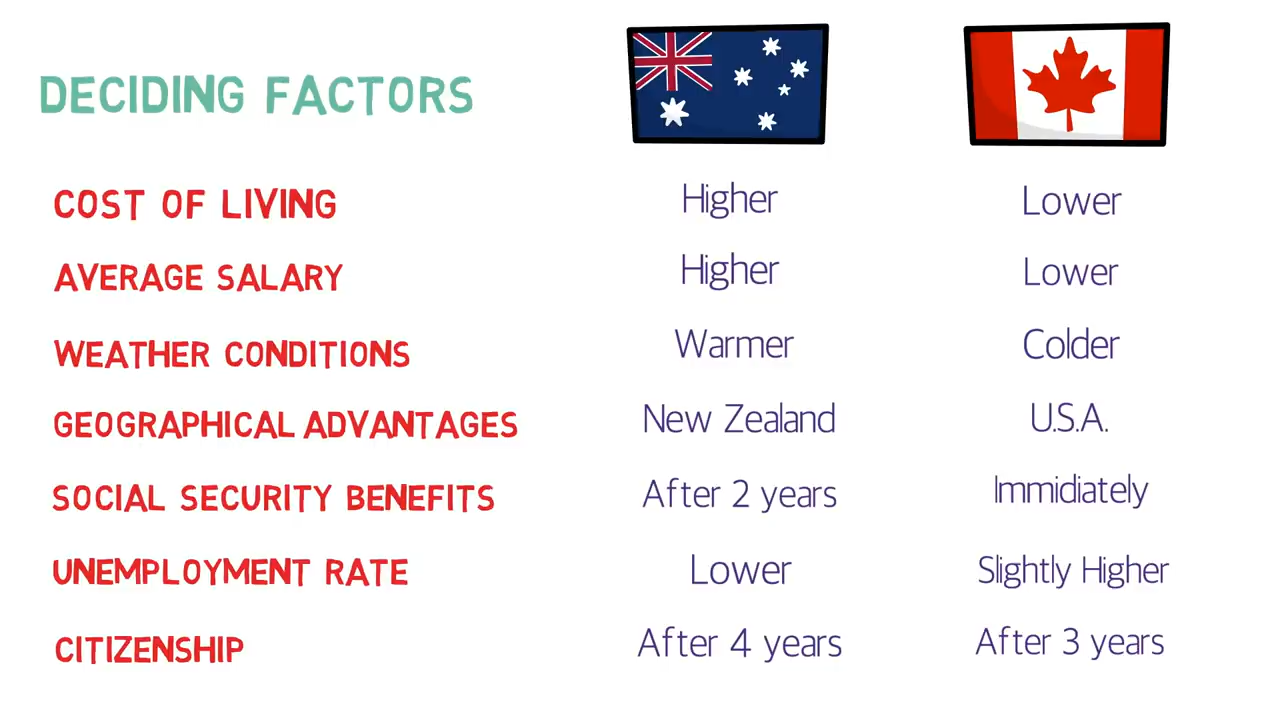 DECIDING FACTORS
COST OF LIVING Higher Lower
AVERAGE SALARY Higher Lower
WEATHER CONDITIONS Warmer Colder
GEOGRAPHICAL ADVANTAGES New Zealand U.S.A.
SOCIAL SECURITY BENEFITS After 2 years Immidiately
UNEMPLOYMENT RATE Lower Slightly Higher
CITIZENSHIP After 4 years After 3 years